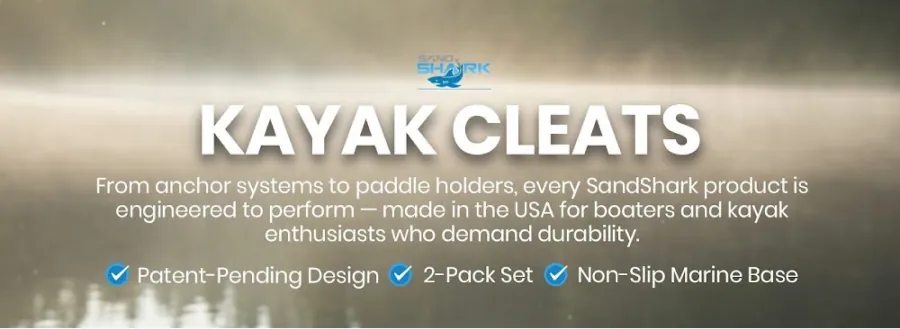 SAND
SHARK
KAYAK CLEATS
From anchor systems to paddle holders, every SandShark product is
engineered to perform — made in the USA for boaters and kayak
enthusiasts who demand durability.
Patent-Pending Design 2-Pack Set Non-Slip Marine Base